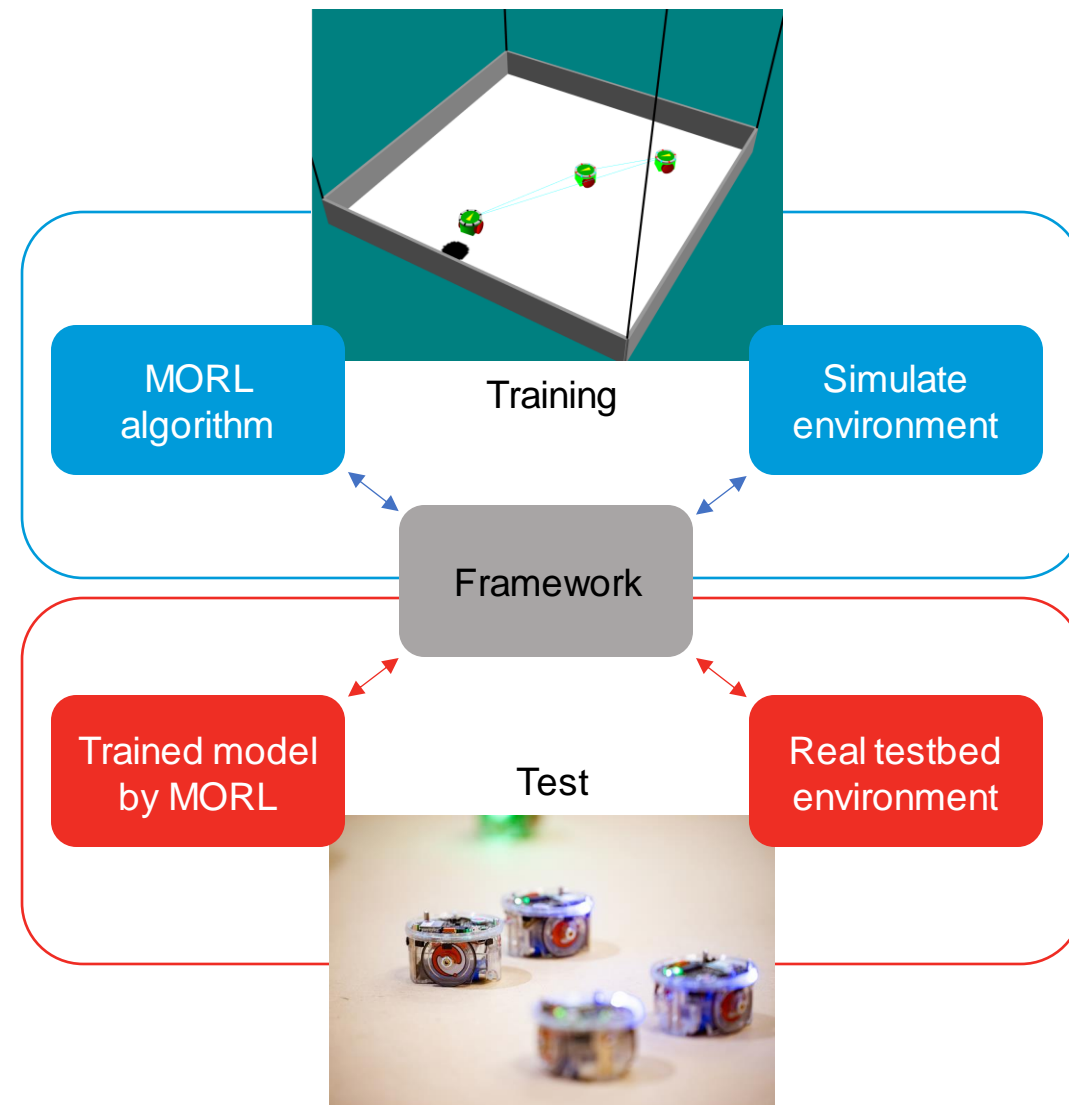 MORL
algorithm
Training
Simulate
environment
Framework
Trained model
by MORL
Test
Real testbed
environment